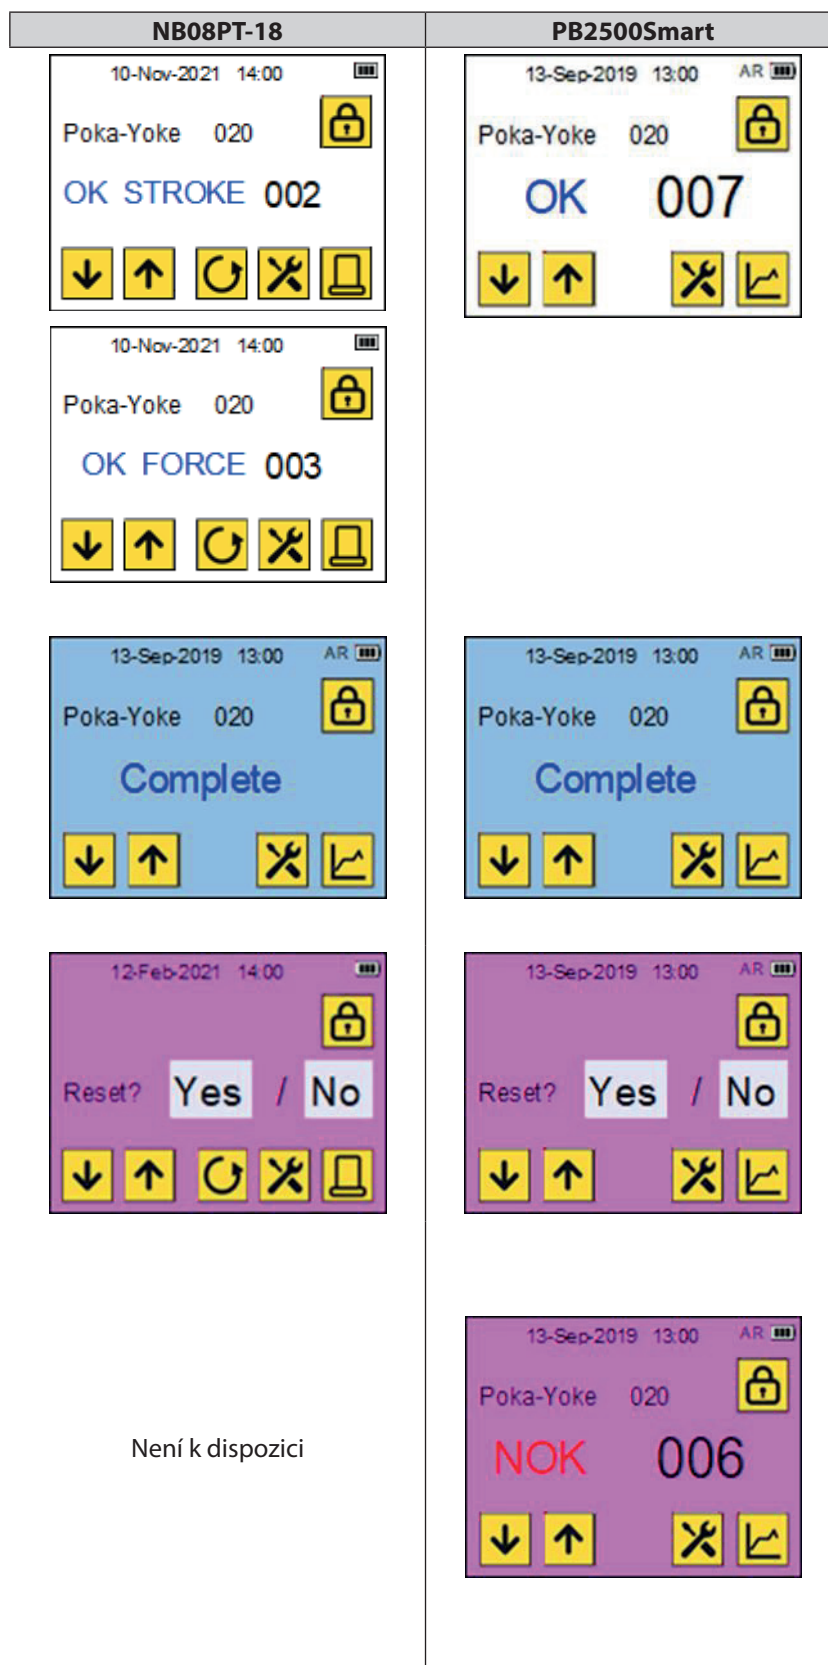 NB08PT-18
PB2500Smart
10-Nov-2021 14:00
Poka-Yoke 020
OK STROKE 002
13-Sep-2019 13:00 AR
Poka-Yoke 020
OK 007
10-Nov-2021 14:00
Poka-Yoke 020
OK FORCE 003
13-Sep-2019 13:00 AR
Poka-Yoke 020
Complete
13-Sep-2019 13:00 AR
Poka-Yoke 020
Complete
12-Feb-2021 14:00
Reset? Yes / No
13-Sep-2019 13:00 AR
Reset? Yes / No
Není k dispozici
13-Sep-2019 13:00 AR
Poka-Yoke 020
NOK 006